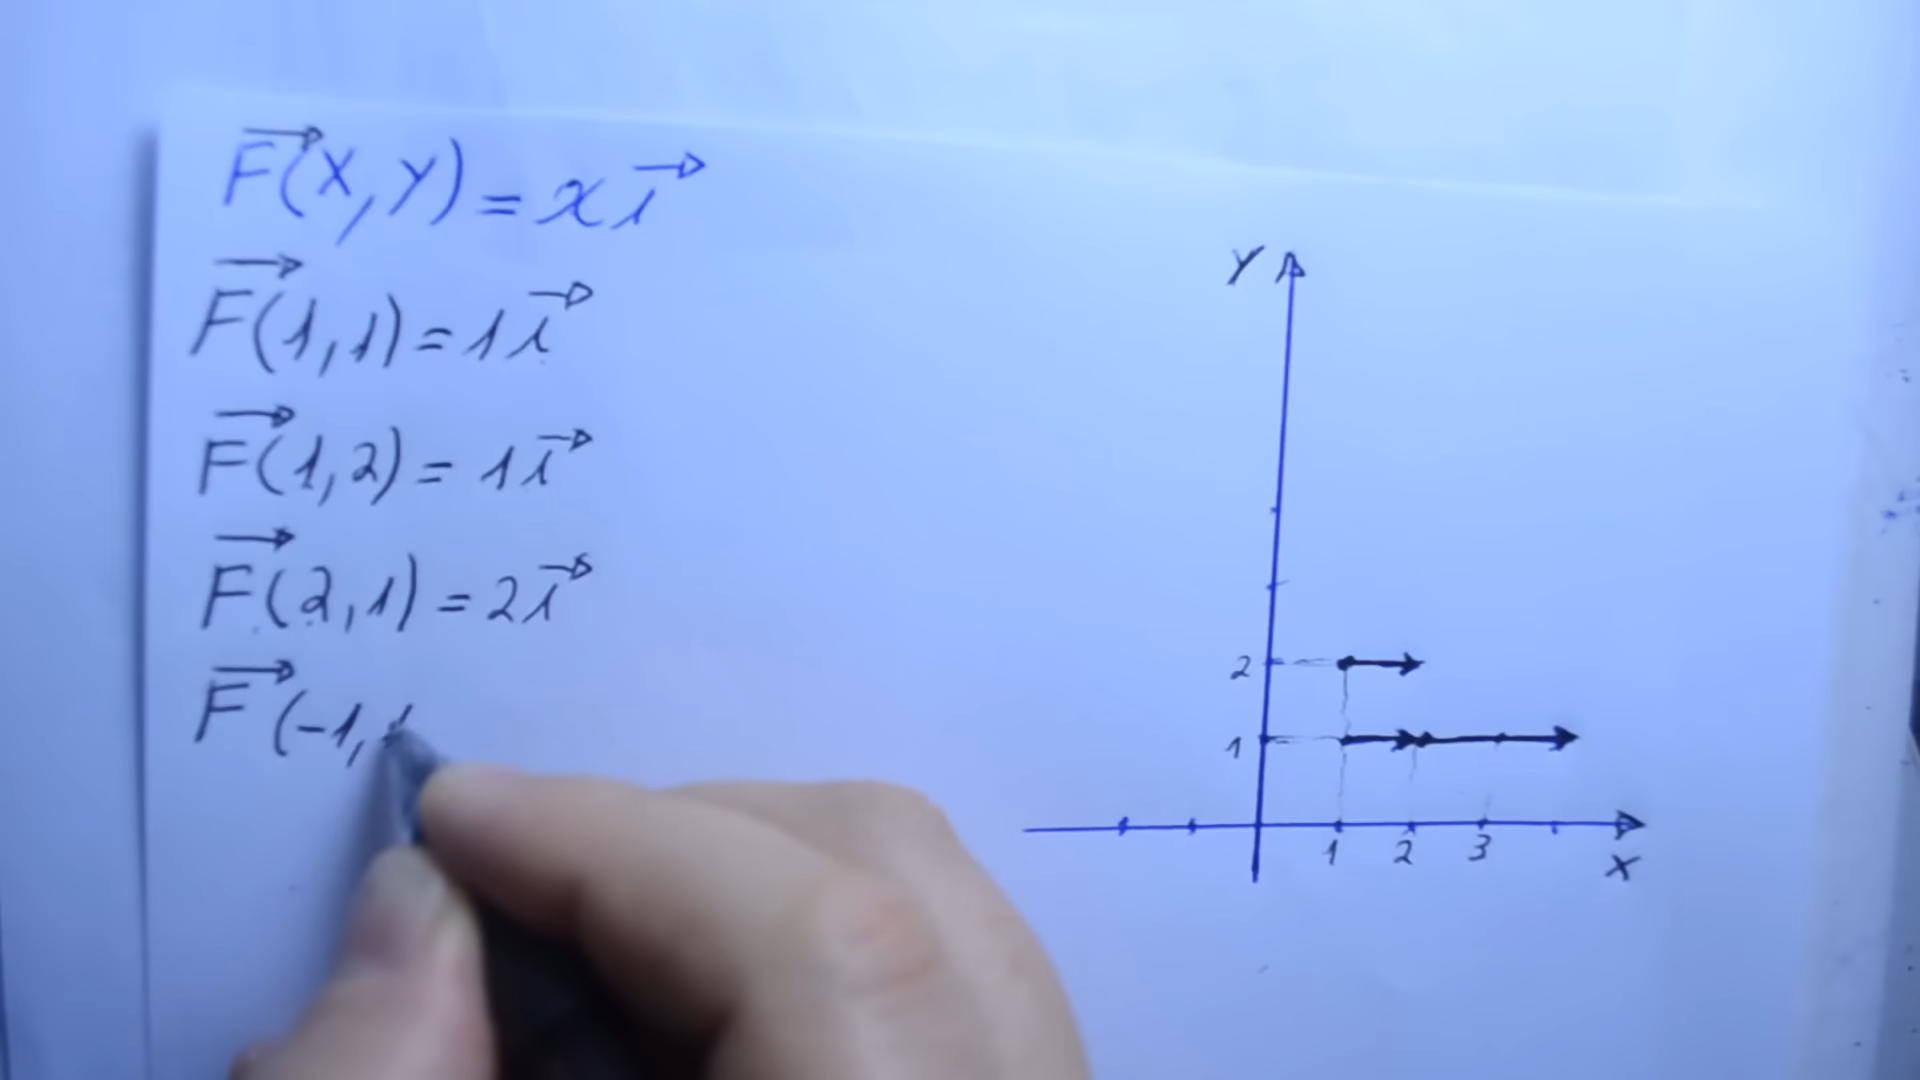 F⃗(x,y) = x i⃗
F⃗(1,1) = 1 i⃗
F⃗(1,2) = 1 i⃗
F⃗(2,1) = 2 i⃗
F⃗(-1,
Y
2
1
1 2 3
X